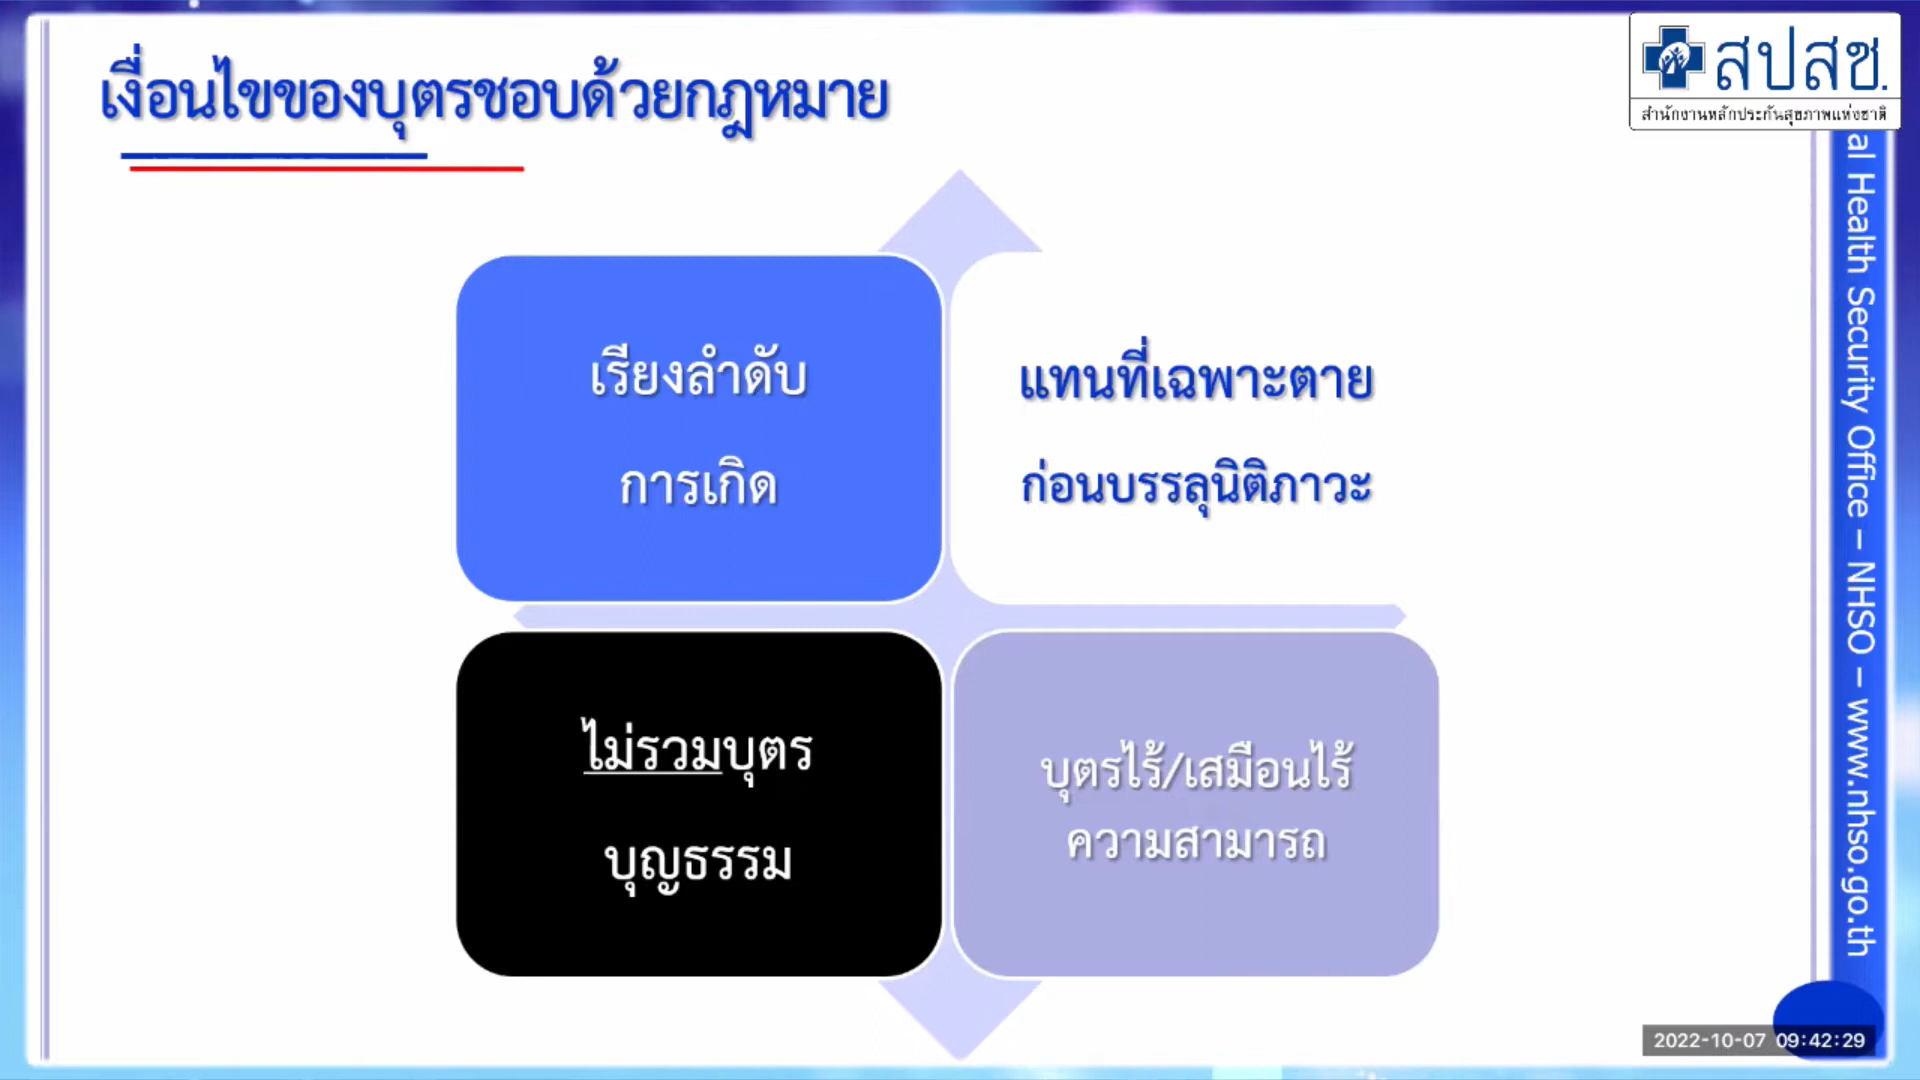 เงื่อนไขของบุตรชอบด้วยกฎหมาย
สปสช.
สำนักงานหลักประกันสุขภาพแห่งชาติ
เรียงลำดับ
การเกิด
แทนที่เฉพาะตาย
ก่อนบรรลุนิติภาวะ
ไม่รวมบุตร
บุญธรรม
บุตรไร้/เสมือนไร้
ความสามารถ
al Health Security Office – NHSO – www.nhso.go.th
2022-10-07 09:42:29